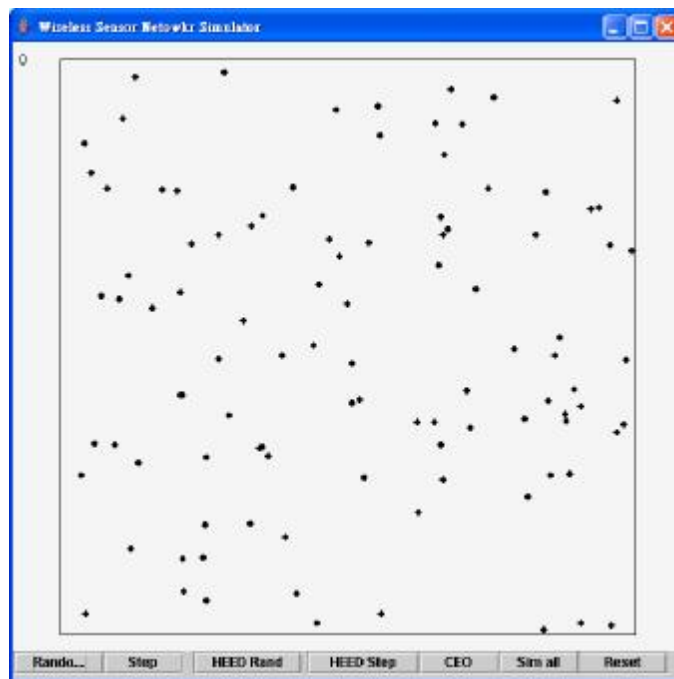 Wireless Sensor Netowkr Simulator
0
Rando... Step HEED Rand HEED Step CEO Sim all Reset